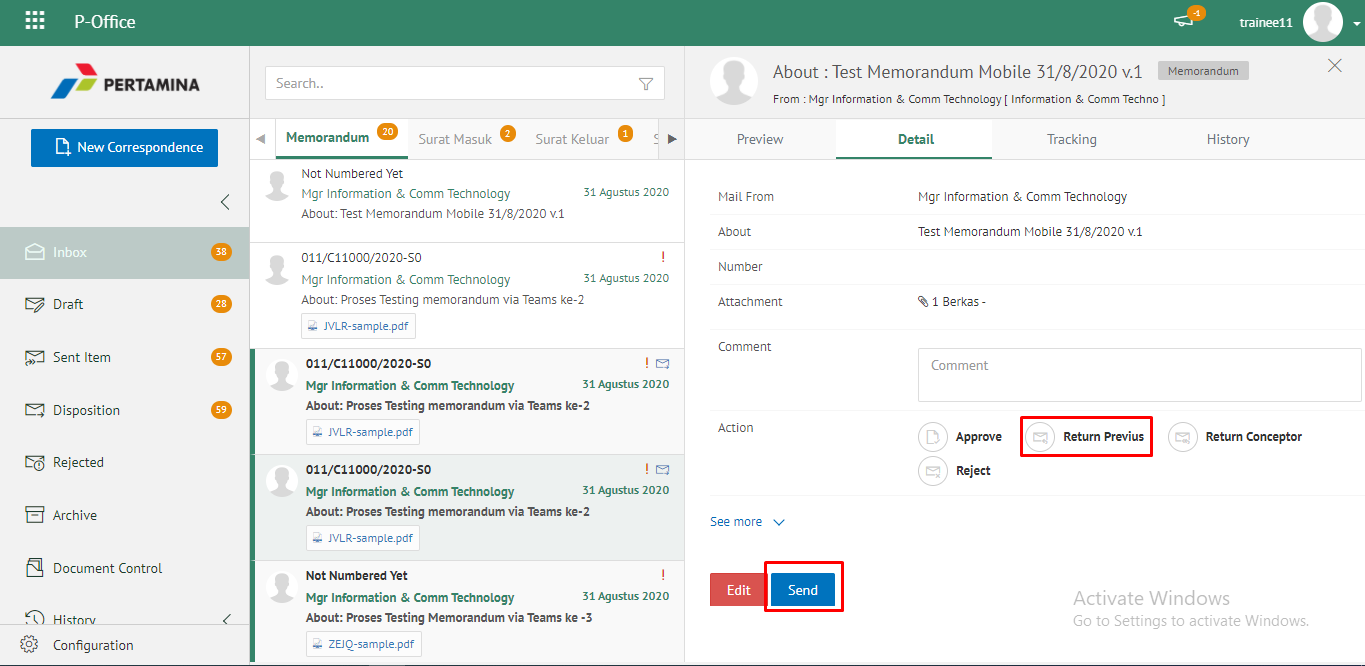 P-Office
-1
trainee11
PERTAMINA
New Correspondence
Inbox 38
Draft 28
Sent Item 57
Disposition 59
Rejected
Archive
Document Control
History
Configuration
Search..
Memorandum 20
Surat Masuk 2
Surat Keluar 1
Not Numbered Yet
Mgr Information & Comm Technology 31 Agustus 2020
About: Test Memorandum Mobile 31/8/2020 v.1
011/C11000/2020-S0 !
Mgr Information & Comm Technology 31 Agustus 2020
About: Proses Testing memorandum via Teams ke-2
JVLR-sample.pdf
011/C11000/2020-S0 !
Mgr Information & Comm Technology 31 Agustus 2020
About: Proses Testing memorandum via Teams ke-2
JVLR-sample.pdf
011/C11000/2020-S0 !
Mgr Information & Comm Technology 31 Agustus 2020
About: Proses Testing memorandum via Teams ke-2
JVLR-sample.pdf
Not Numbered Yet !
Mgr Information & Comm Technology 31 Agustus 2020
About: Proses Testing Memorandum via Teams ke -3
ZEJQ-sample.pdf
About : Test Memorandum Mobile 31/8/2020 v.1 Memorandum
From : Mgr Information & Comm Technology [ Information & Comm Techno ]
Preview Detail Tracking History
Mail From Mgr Information & Comm Technology
About Test Memorandum Mobile 31/8/2020 v.1
Number
Attachment 1 Berkas -
Comment
Comment
Action Approve Return Previus Return Conceptor
Reject
See more
Edit Send
Activate Windows
Go to Settings to activate Windows.